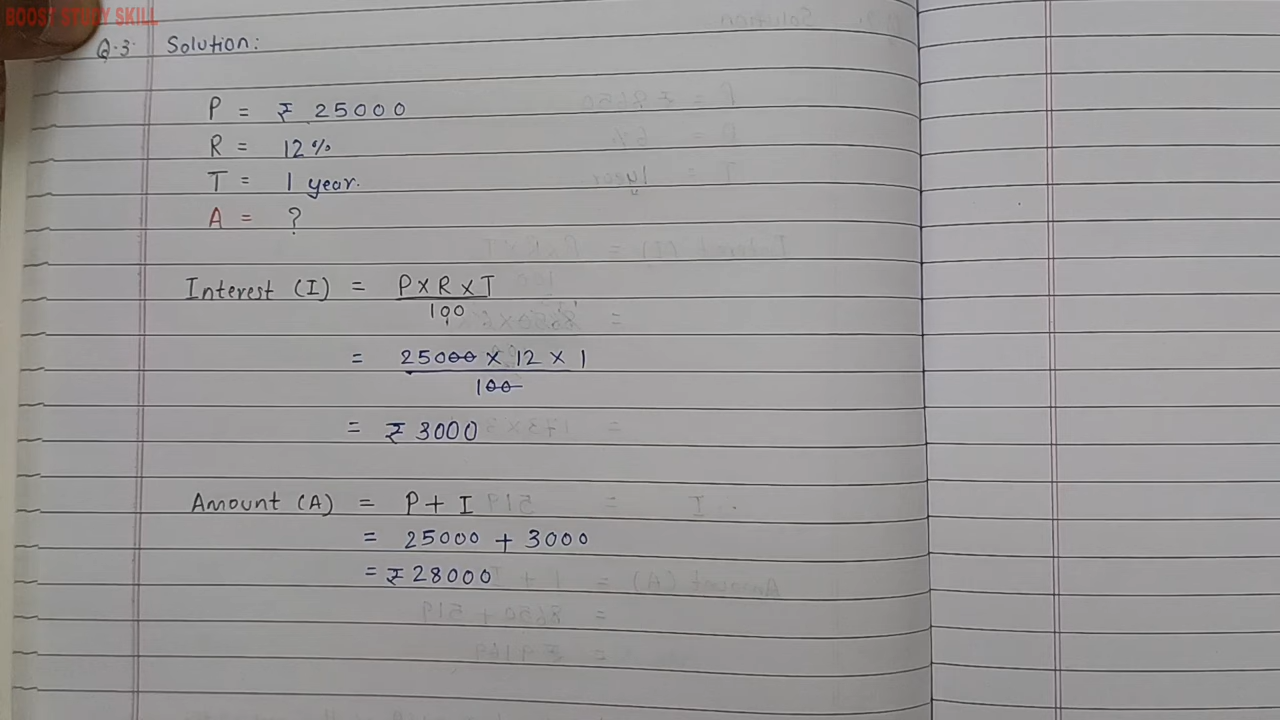 BOOST STUDY SKILL
Q.3. Solution:
P = ₹ 25000
R = 12%
T = 1 year.
A = ?
Interest (I) = P×R×T
100
= 25000 × 12 × 1
100
= ₹ 3000
Amount (A) = P + I
= 25000 + 3000
= ₹ 28000